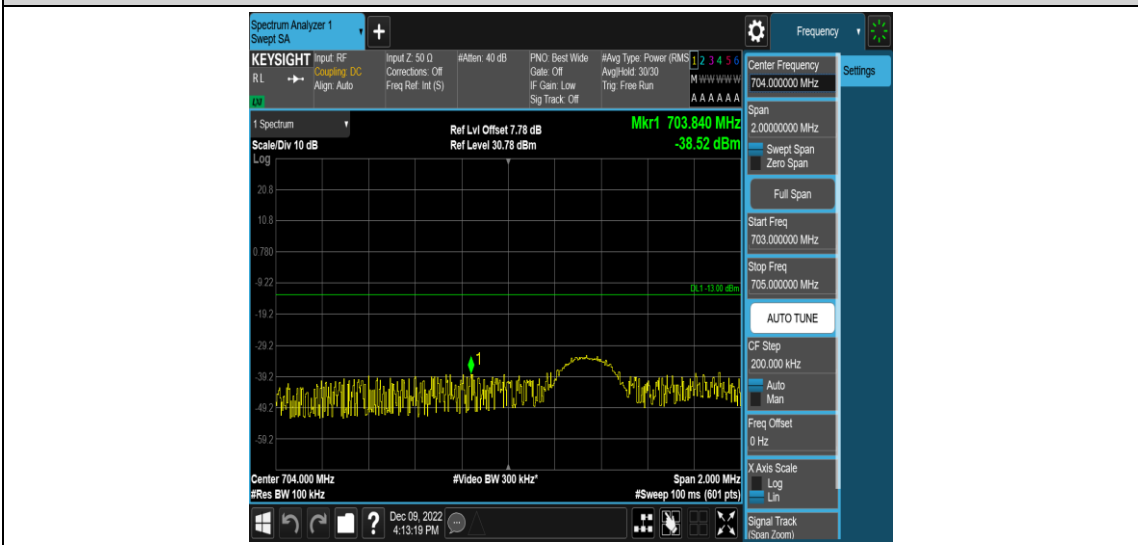 Spectrum Analyzer 1
Swept SA
+
Frequency
KEYSIGHT
RL
LNI
Input: RF
Coupling: DC
Align: Auto
Input Z: 50 Ω
Corrections: Off
Freq Ref: Int (S)
#Atten: 40 dB
PNO: Best Wide
Gate: Off
IF Gain: Low
Sig Track: Off
#Avg Type: Power (RMS
Avg|Hold: 30/30
Trig: Free Run
1 2 3 4 5 6
M W W W W W
A A A A A A
1 Spectrum
Scale/Div 10 dB
Log
Ref Lvl Offset 7.78 dB
Ref Level 30.78 dBm
Mkr1 703.840 MHz
-38.52 dBm
20.8
10.8
0.780
-9.22
DL1 -13.00 dBm
-19.2
-29.2
1
-39.2
-49.2
-59.2
Center 704.000 MHz
#Video BW 300 kHz*
Span 2.000 MHz
#Res BW 100 kHz
#Sweep 100 ms (601 pts)
?
Dec 09, 2022
4:13:19 PM
Center Frequency
704.000000 MHz
Settings
Span
2.00000000 MHz
Swept Span
Zero Span
Full Span
Start Freq
703.000000 MHz
Stop Freq
705.000000 MHz
AUTO TUNE
CF Step
200.000 kHz
Auto
Man
Freq Offset
0 Hz
X Axis Scale
Log
Lin
Signal Track
(Span Zoom)